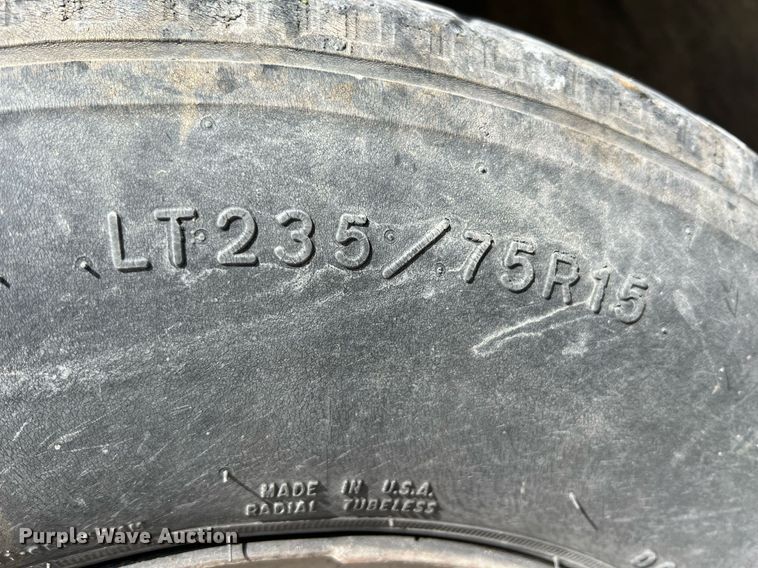 LT235/75R15
MADE IN U.S.A.
RADIAL TUBELESS
Purple Wave Auction